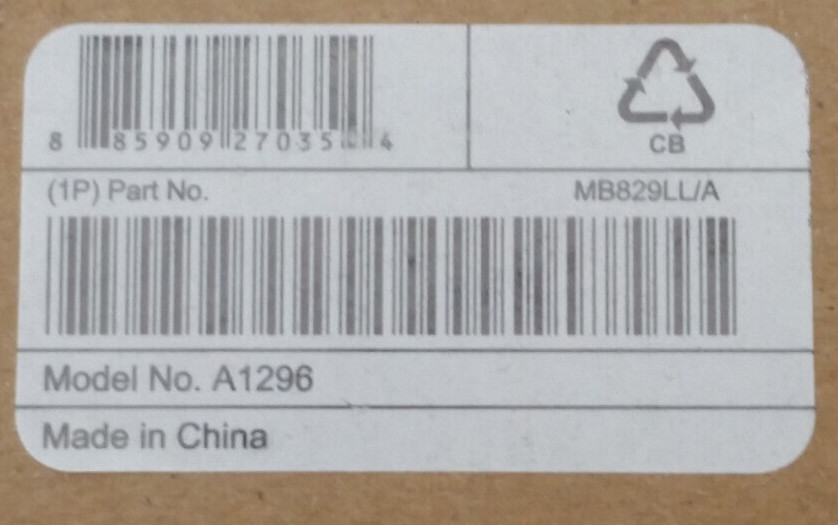 8 85909 27035 4
CB
(1P) Part No. MB829LL/A
Model No. A1296
Made in China